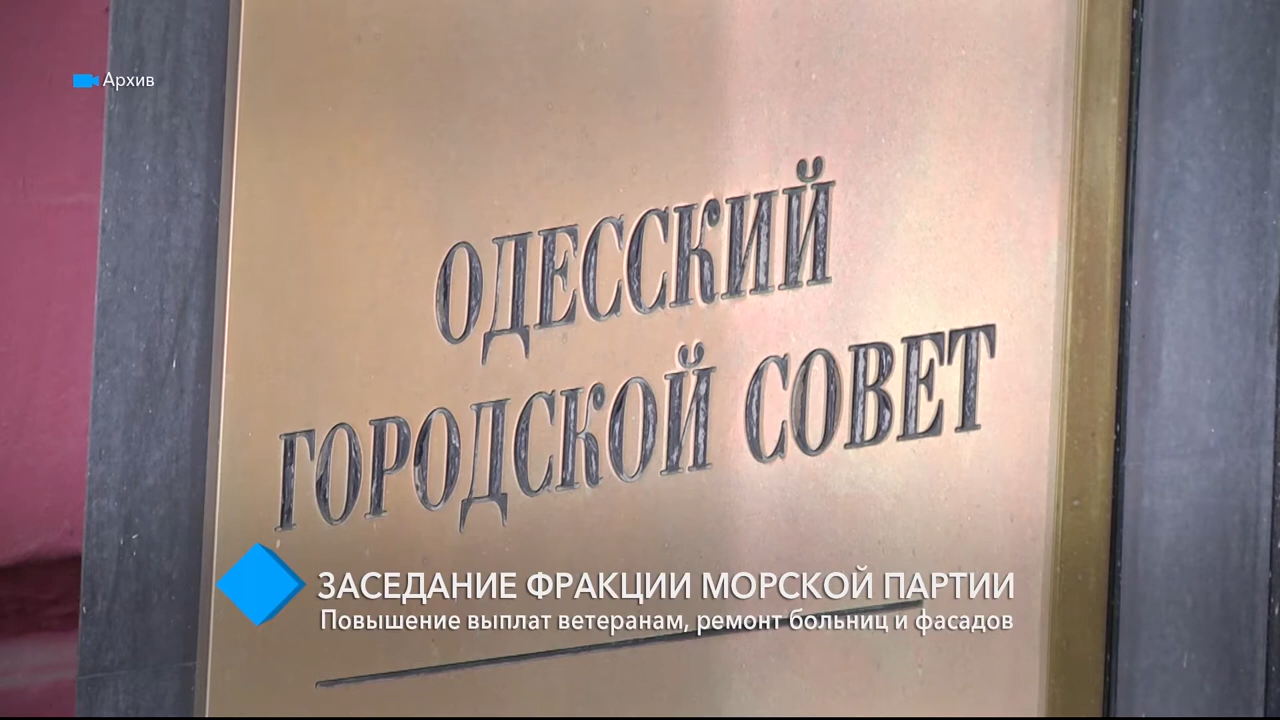 Архив
ОДЕССКИЙ
ГОРОДСКОЙ СОВЕТ
ЗАСЕДАНИЕ ФРАКЦИИ МОРСКОЙ ПАРТИИ
Повышение выплат ветеранам, ремонт больниц и фасадов